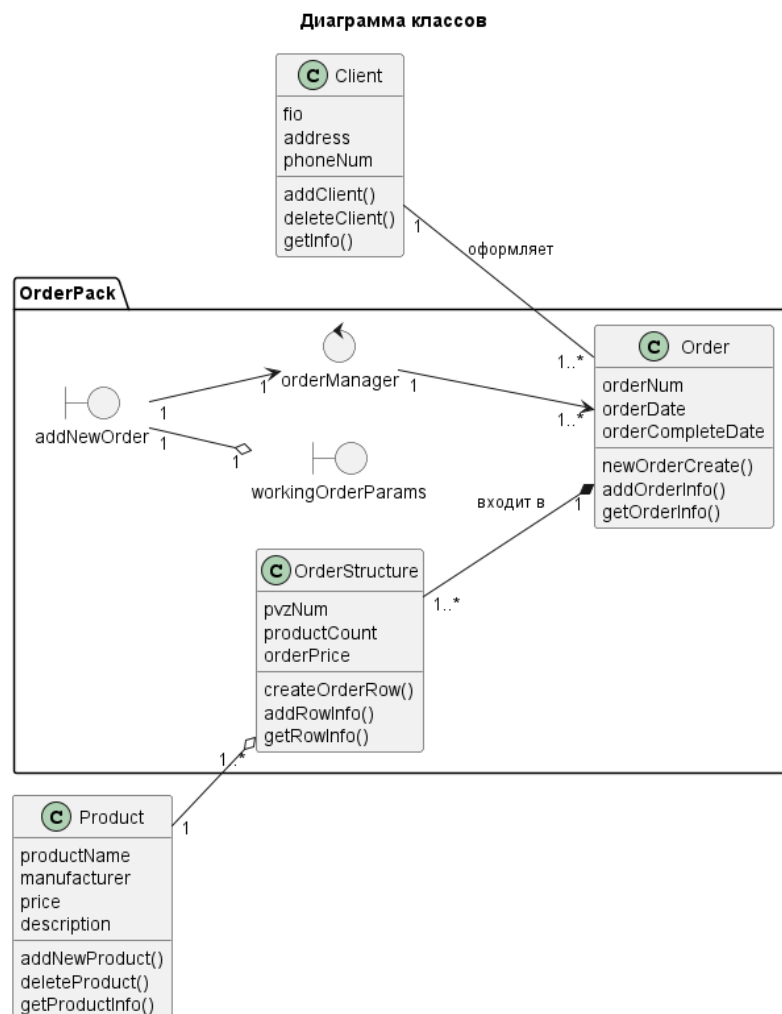 Диаграмма классов
C Client
fio
address
phoneNum
addClient()
deleteClient()
getInfo()
1
оформляет
1..*
OrderPack
addNewOrder
1
1
orderManager
1
1..*
1
1
workingOrderParams
C Order
orderNum
orderDate
orderCompleteDate
newOrderCreate()
addOrderInfo()
getOrderInfo()
входит в
1
1..*
C OrderStructure
pvzNum
productCount
orderPrice
createOrderRow()
addRowInfo()
getRowInfo()
1..*
1
C Product
productName
manufacturer
price
description
addNewProduct()
deleteProduct()
getProductInfo()